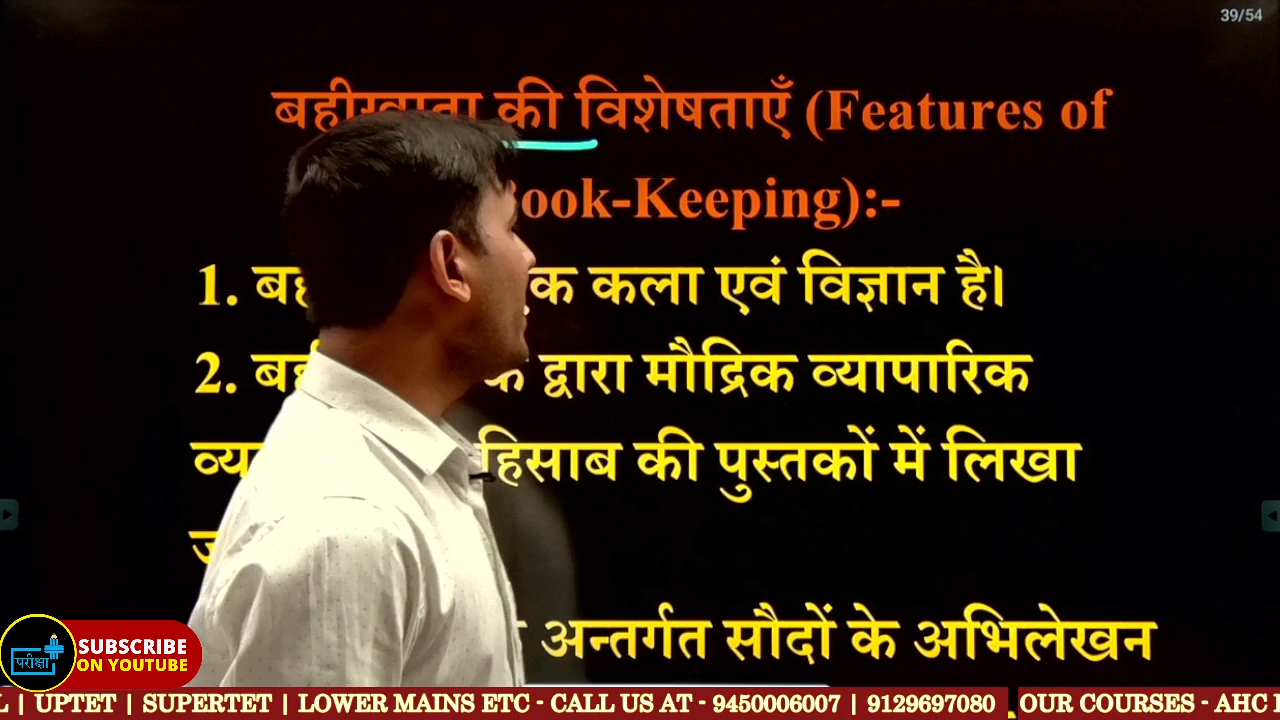 39/54
की विशेषताएँ (Features of
ook-Keeping):-
1. कला एवं विज्ञान है।
2. द्वारा मौद्रिक व्यापारिक
हिसाब की पुस्तकों में लिखा
अन्तर्गत सौदों के अभिलेखन
परीक्षा
SUBSCRIBE
ON YOUTUBE
L | UPTET | SUPERTET | LOWER MAINS ETC - CALL US AT - 9450006007 | 9129697080 OUR COURSES - AHC